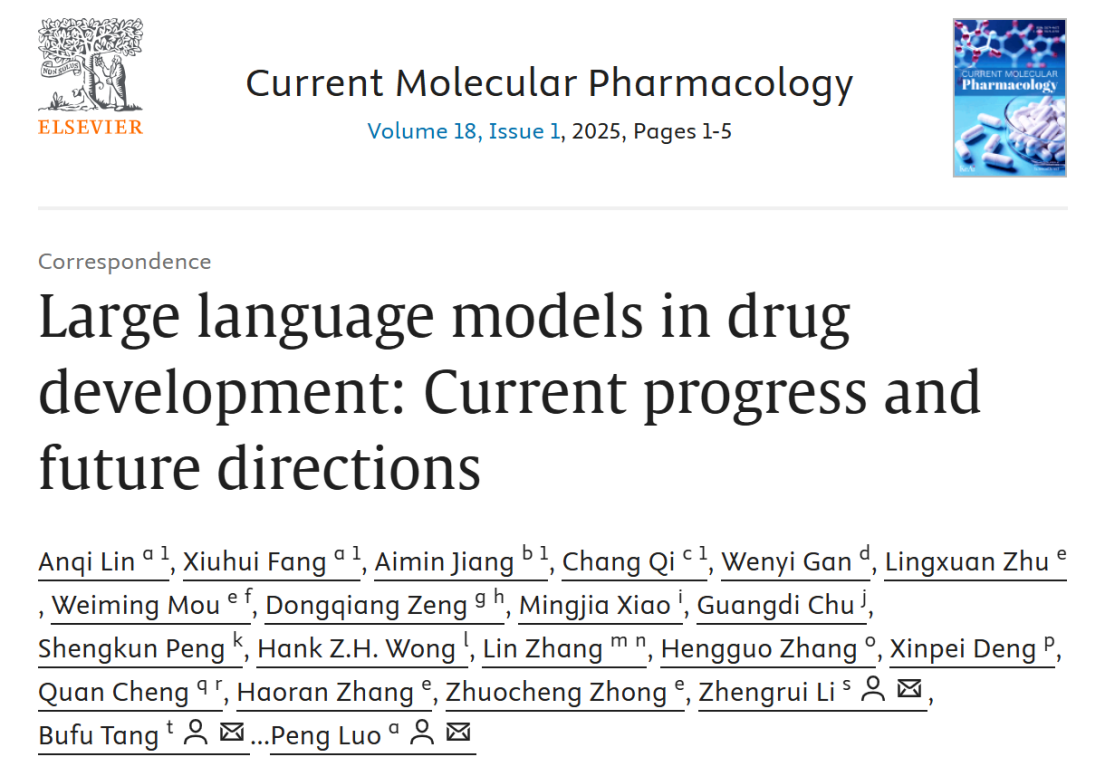 NON SOLUS
ELSEVIER
Current Molecular Pharmacology
Volume 18, Issue 1, 2025, Pages 1-5
CURRENT MOLECULAR
Pharmacology
Correspondence
Large language models in drug
development: Current progress and
future directions
Anqi Lin a 1, Xiuhui Fang a 1, Aimin Jiang b 1, Chang Qi c 1, Wenyi Gan d, Lingxuan Zhu e
, Weiming Mou e f, Dongqiang Zeng g h, Mingjia Xiao i, Guangdi Chu j,
Shengkun Peng k, Hank Z.H. Wong l, Lin Zhang m n, Hengguo Zhang o, Xinpei Deng p,
Quan Cheng q r, Haoran Zhang e, Zhuocheng Zhong e, Zhengrui Li s,
Bufu Tang t ...Peng Luo a